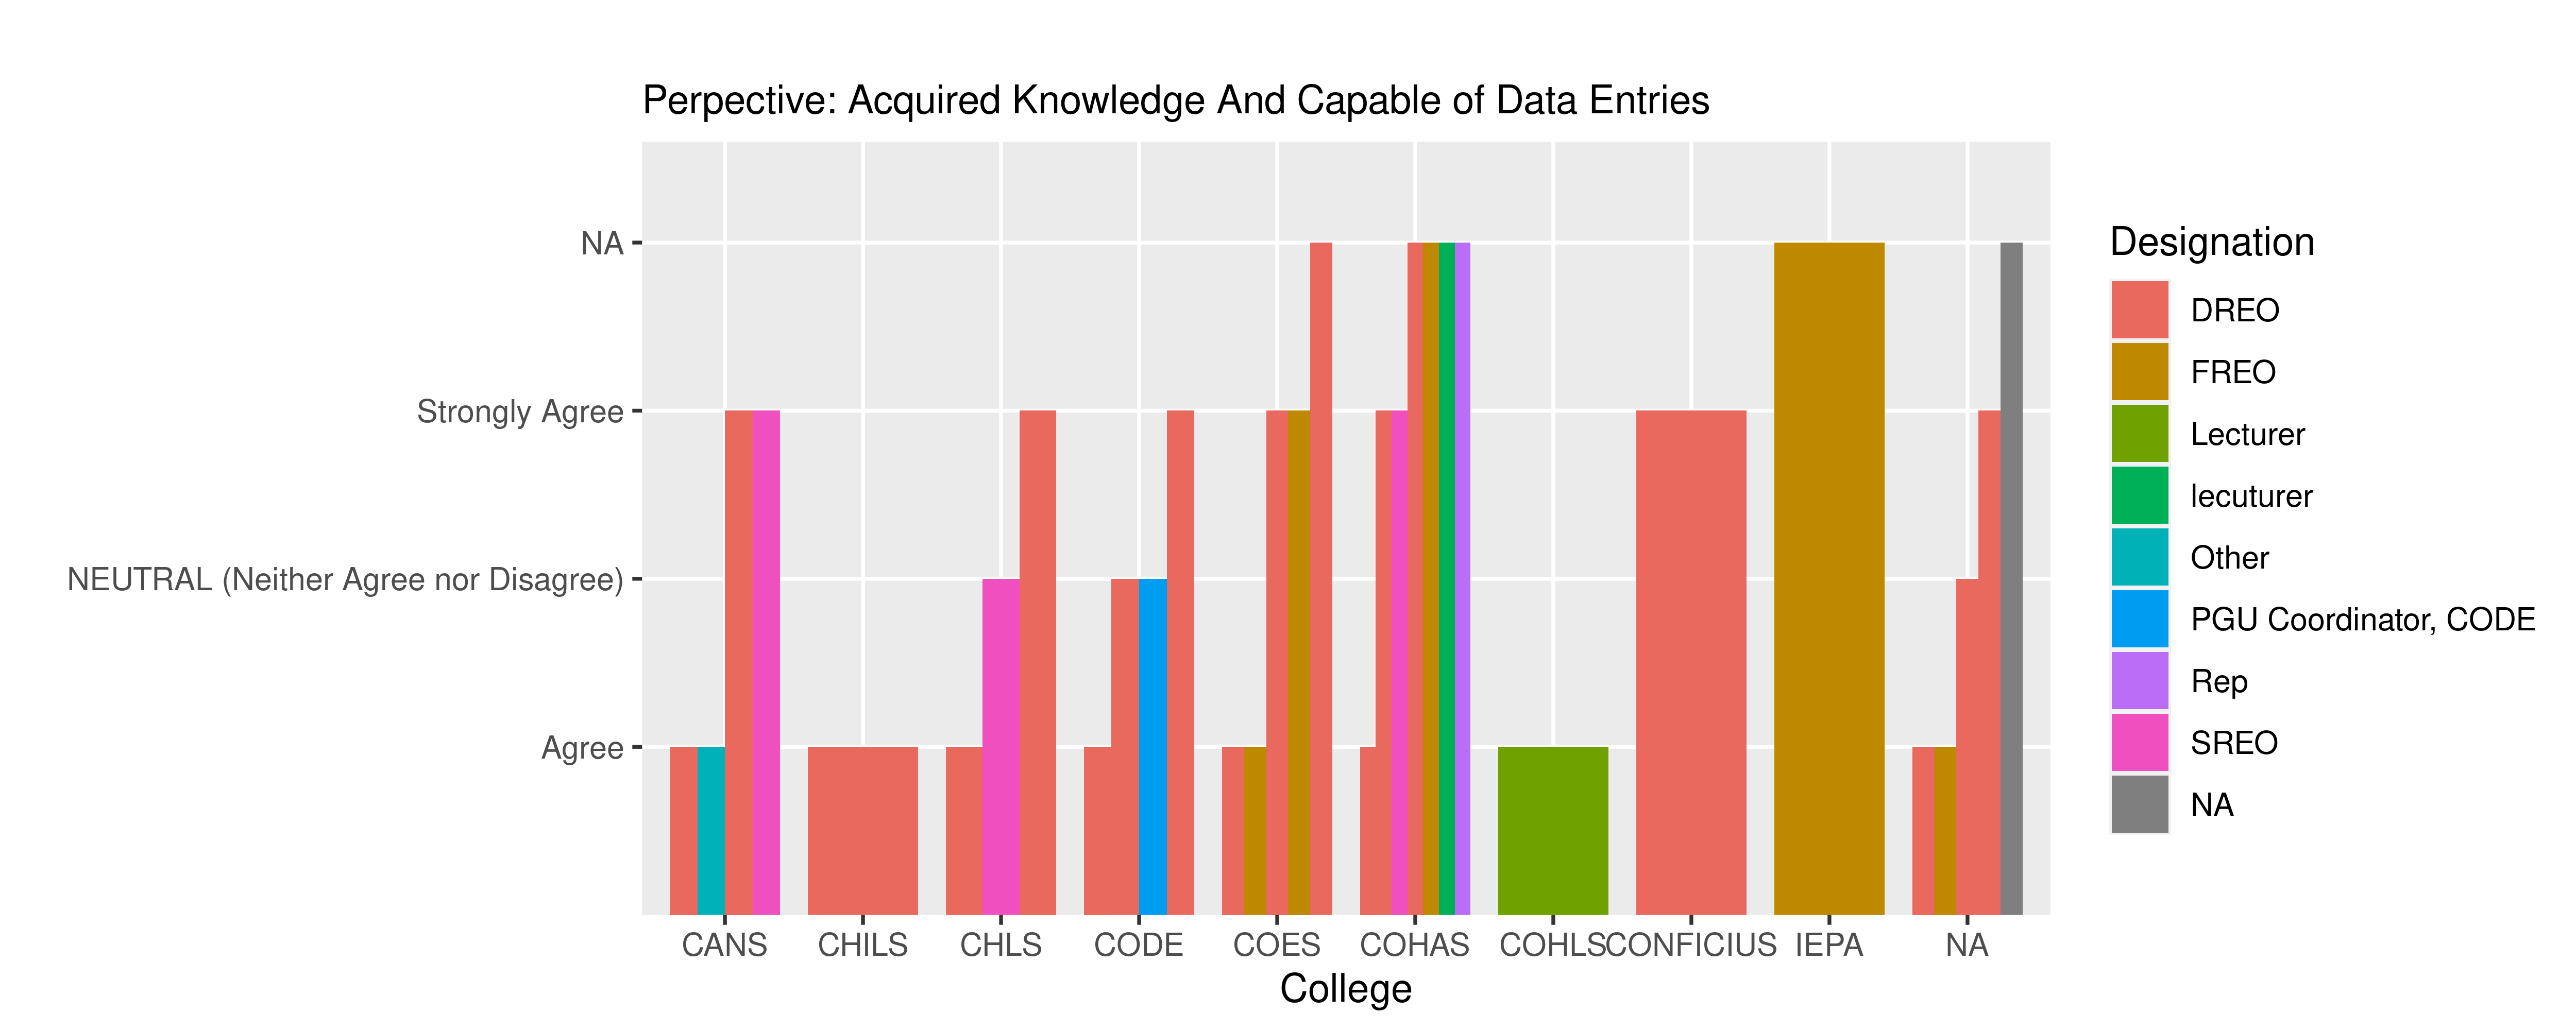 Perpective: Acquired Knowledge And Capable of Data Entries
NA
Strongly Agree
NEUTRAL (Neither Agree nor Disagree)
Agree
CANS CHILS CHLS CODE COES COHAS COHLS CONFICIUS IEPA NA
College
Designation
DREO
FREO
Lecturer
lecuturer
Other
PGU Coordinator, CODE
Rep
SREO
NA